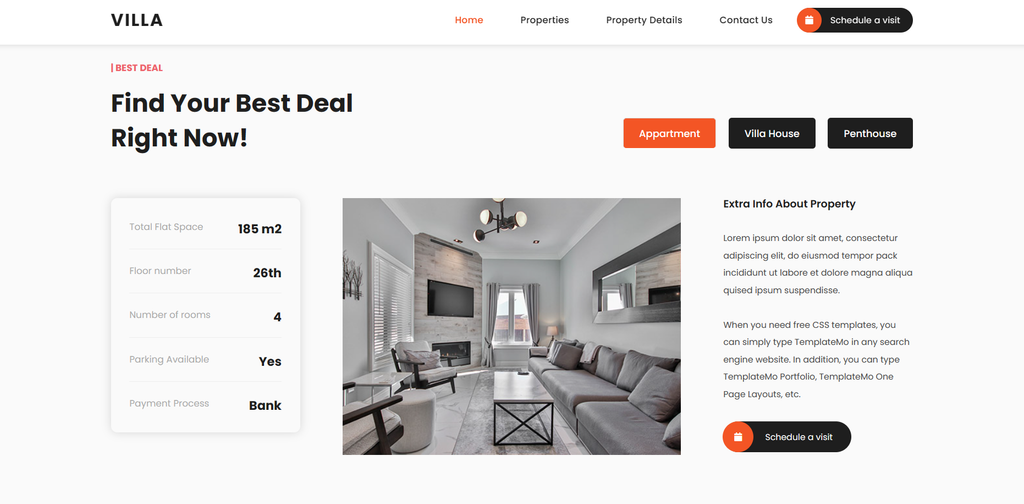 VILLA
Home
Properties
Property Details
Contact Us
Schedule a visit
| BEST DEAL
Find Your Best Deal
Right Now!
Appartment
Villa House
Penthouse
Total Flat Space 185 m2
Floor number 26th
Number of rooms 4
Parking Available Yes
Payment Process Bank
Extra Info About Property
Lorem ipsum dolor sit amet, consectetur
adipiscing elit, do eiusmod tempor pack
incididunt ut labore et dolore magna aliqua
quised ipsum suspendisse.
When you need free CSS templates, you
can simply type TemplateMo in any search
engine website. In addition, you can type
TemplateMo Portfolio, TemplateMo One
Page Layouts, etc.
Schedule a visit